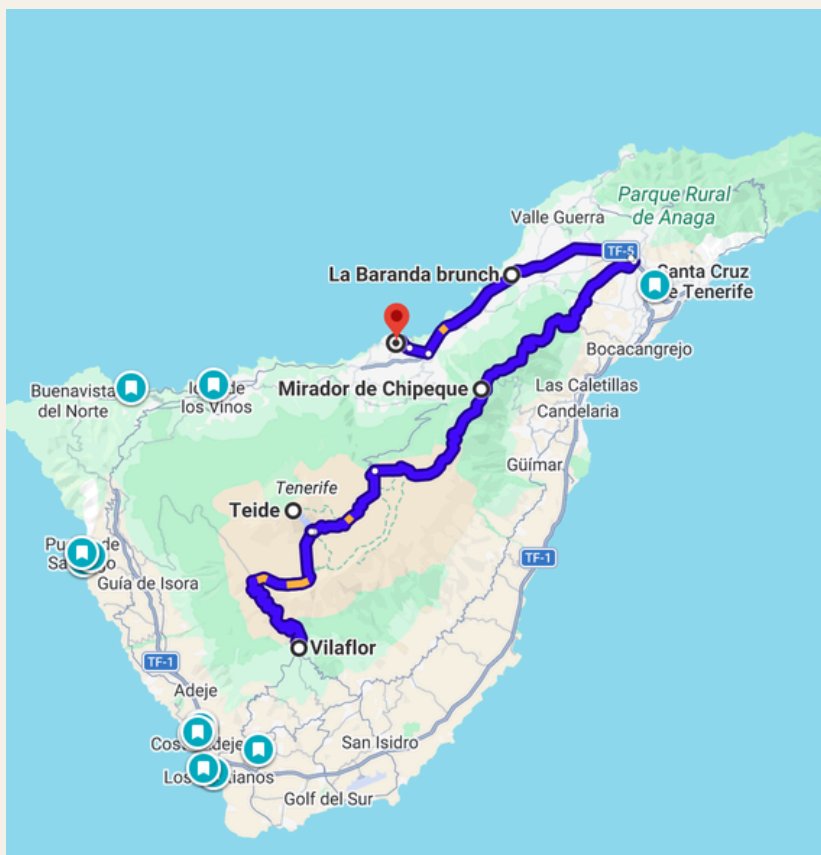 Parque Rural
de Anaga
Valle Guerra
TF-5
La Baranda brunch
Santa Cruz
de Tenerife
Bocacangrejo
Buenavista
del Norte
los Vinos
Mirador de Chipeque
Las Caletillas
Candelaria
Güímar
Tenerife
Teide
TF-1
Guía de Isora
Vilaflor
TF-1
Adeje
San Isidro
Golf del Sur